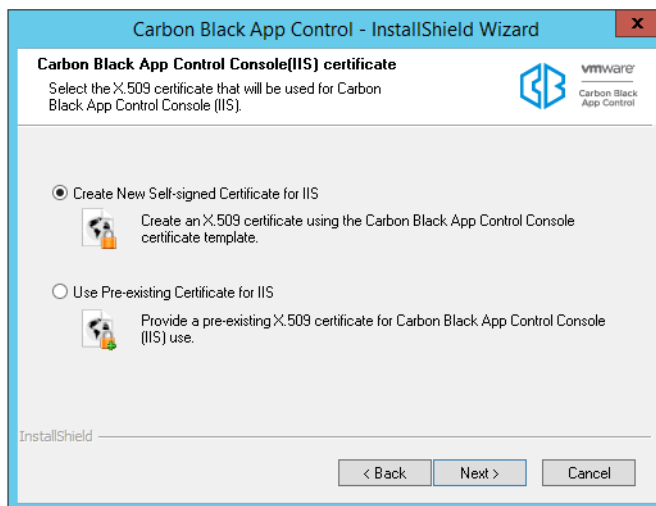 Carbon Black App Control - InstallShield Wizard
x
Carbon Black App Control Console(IIS) certificate
Select the X.509 certificate that will be used for Carbon
Black App Control Console (IIS).
vmware
Carbon Black
App Control
Create New Self-signed Certificate for IIS
Create an X.509 certificate using the Carbon Black App Control Console
certificate template.
Use Pre-existing Certificate for IIS
Provide a pre-existing X.509 certificate for Carbon Black App Control Console
(IIS) use.
InstallShield
< Back
Next >
Cancel